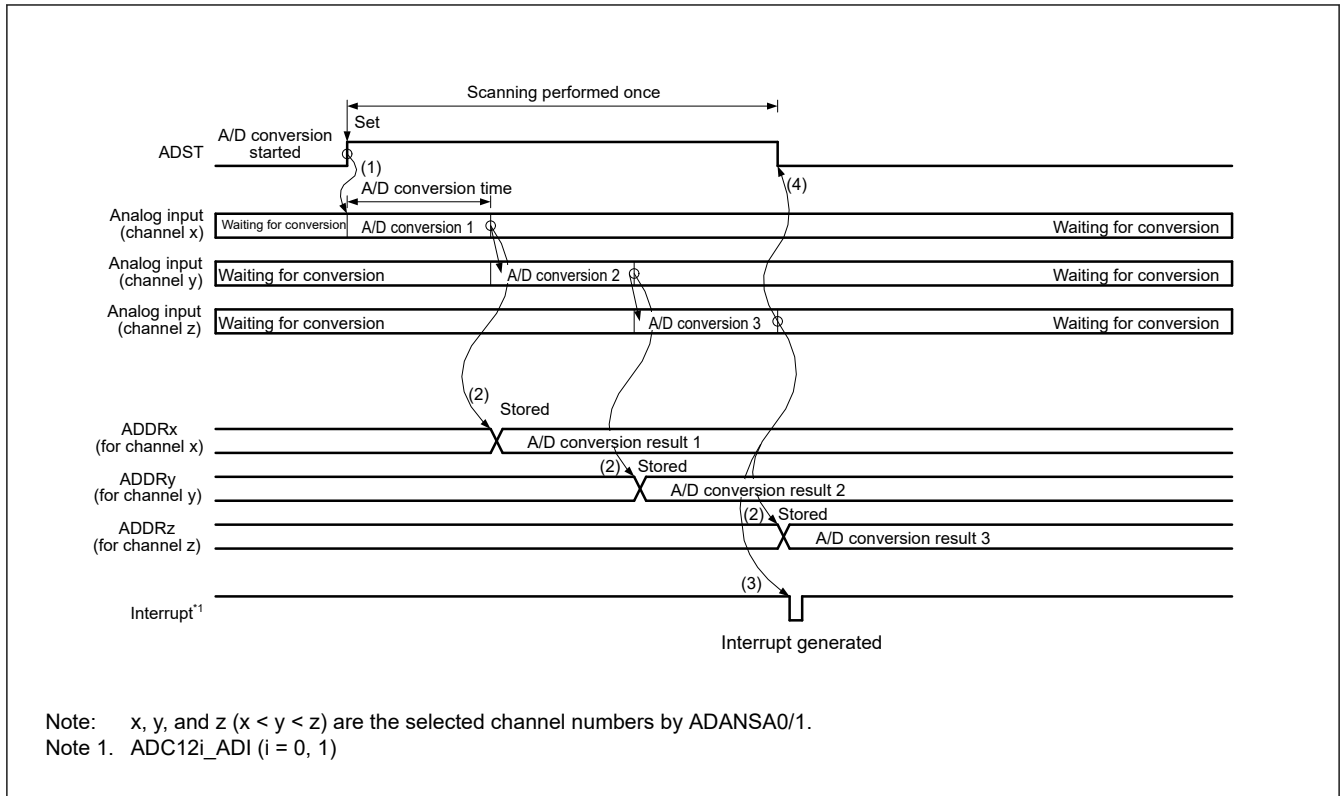 Scanning performed once
Set
A/D conversion
started
ADST
(1)
(4)
A/D conversion time
Analog input
(channel x)
Waiting for conversion
A/D conversion 1
Waiting for conversion
Analog input
(channel y)
Waiting for conversion
A/D conversion 2
Waiting for conversion
Analog input
(channel z)
Waiting for conversion
A/D conversion 3
Waiting for conversion
(2)
Stored
ADDRx
(for channel x)
A/D conversion result 1
(2)
Stored
ADDRy
(for channel y)
A/D conversion result 2
(2)
Stored
ADDRz
(for channel z)
A/D conversion result 3
(3)
Interrupt*1
Interrupt generated
Note: x, y, and z (x < y < z) are the selected channel numbers by ADANSA0/1.
Note 1. ADC12i_ADI (i = 0, 1)